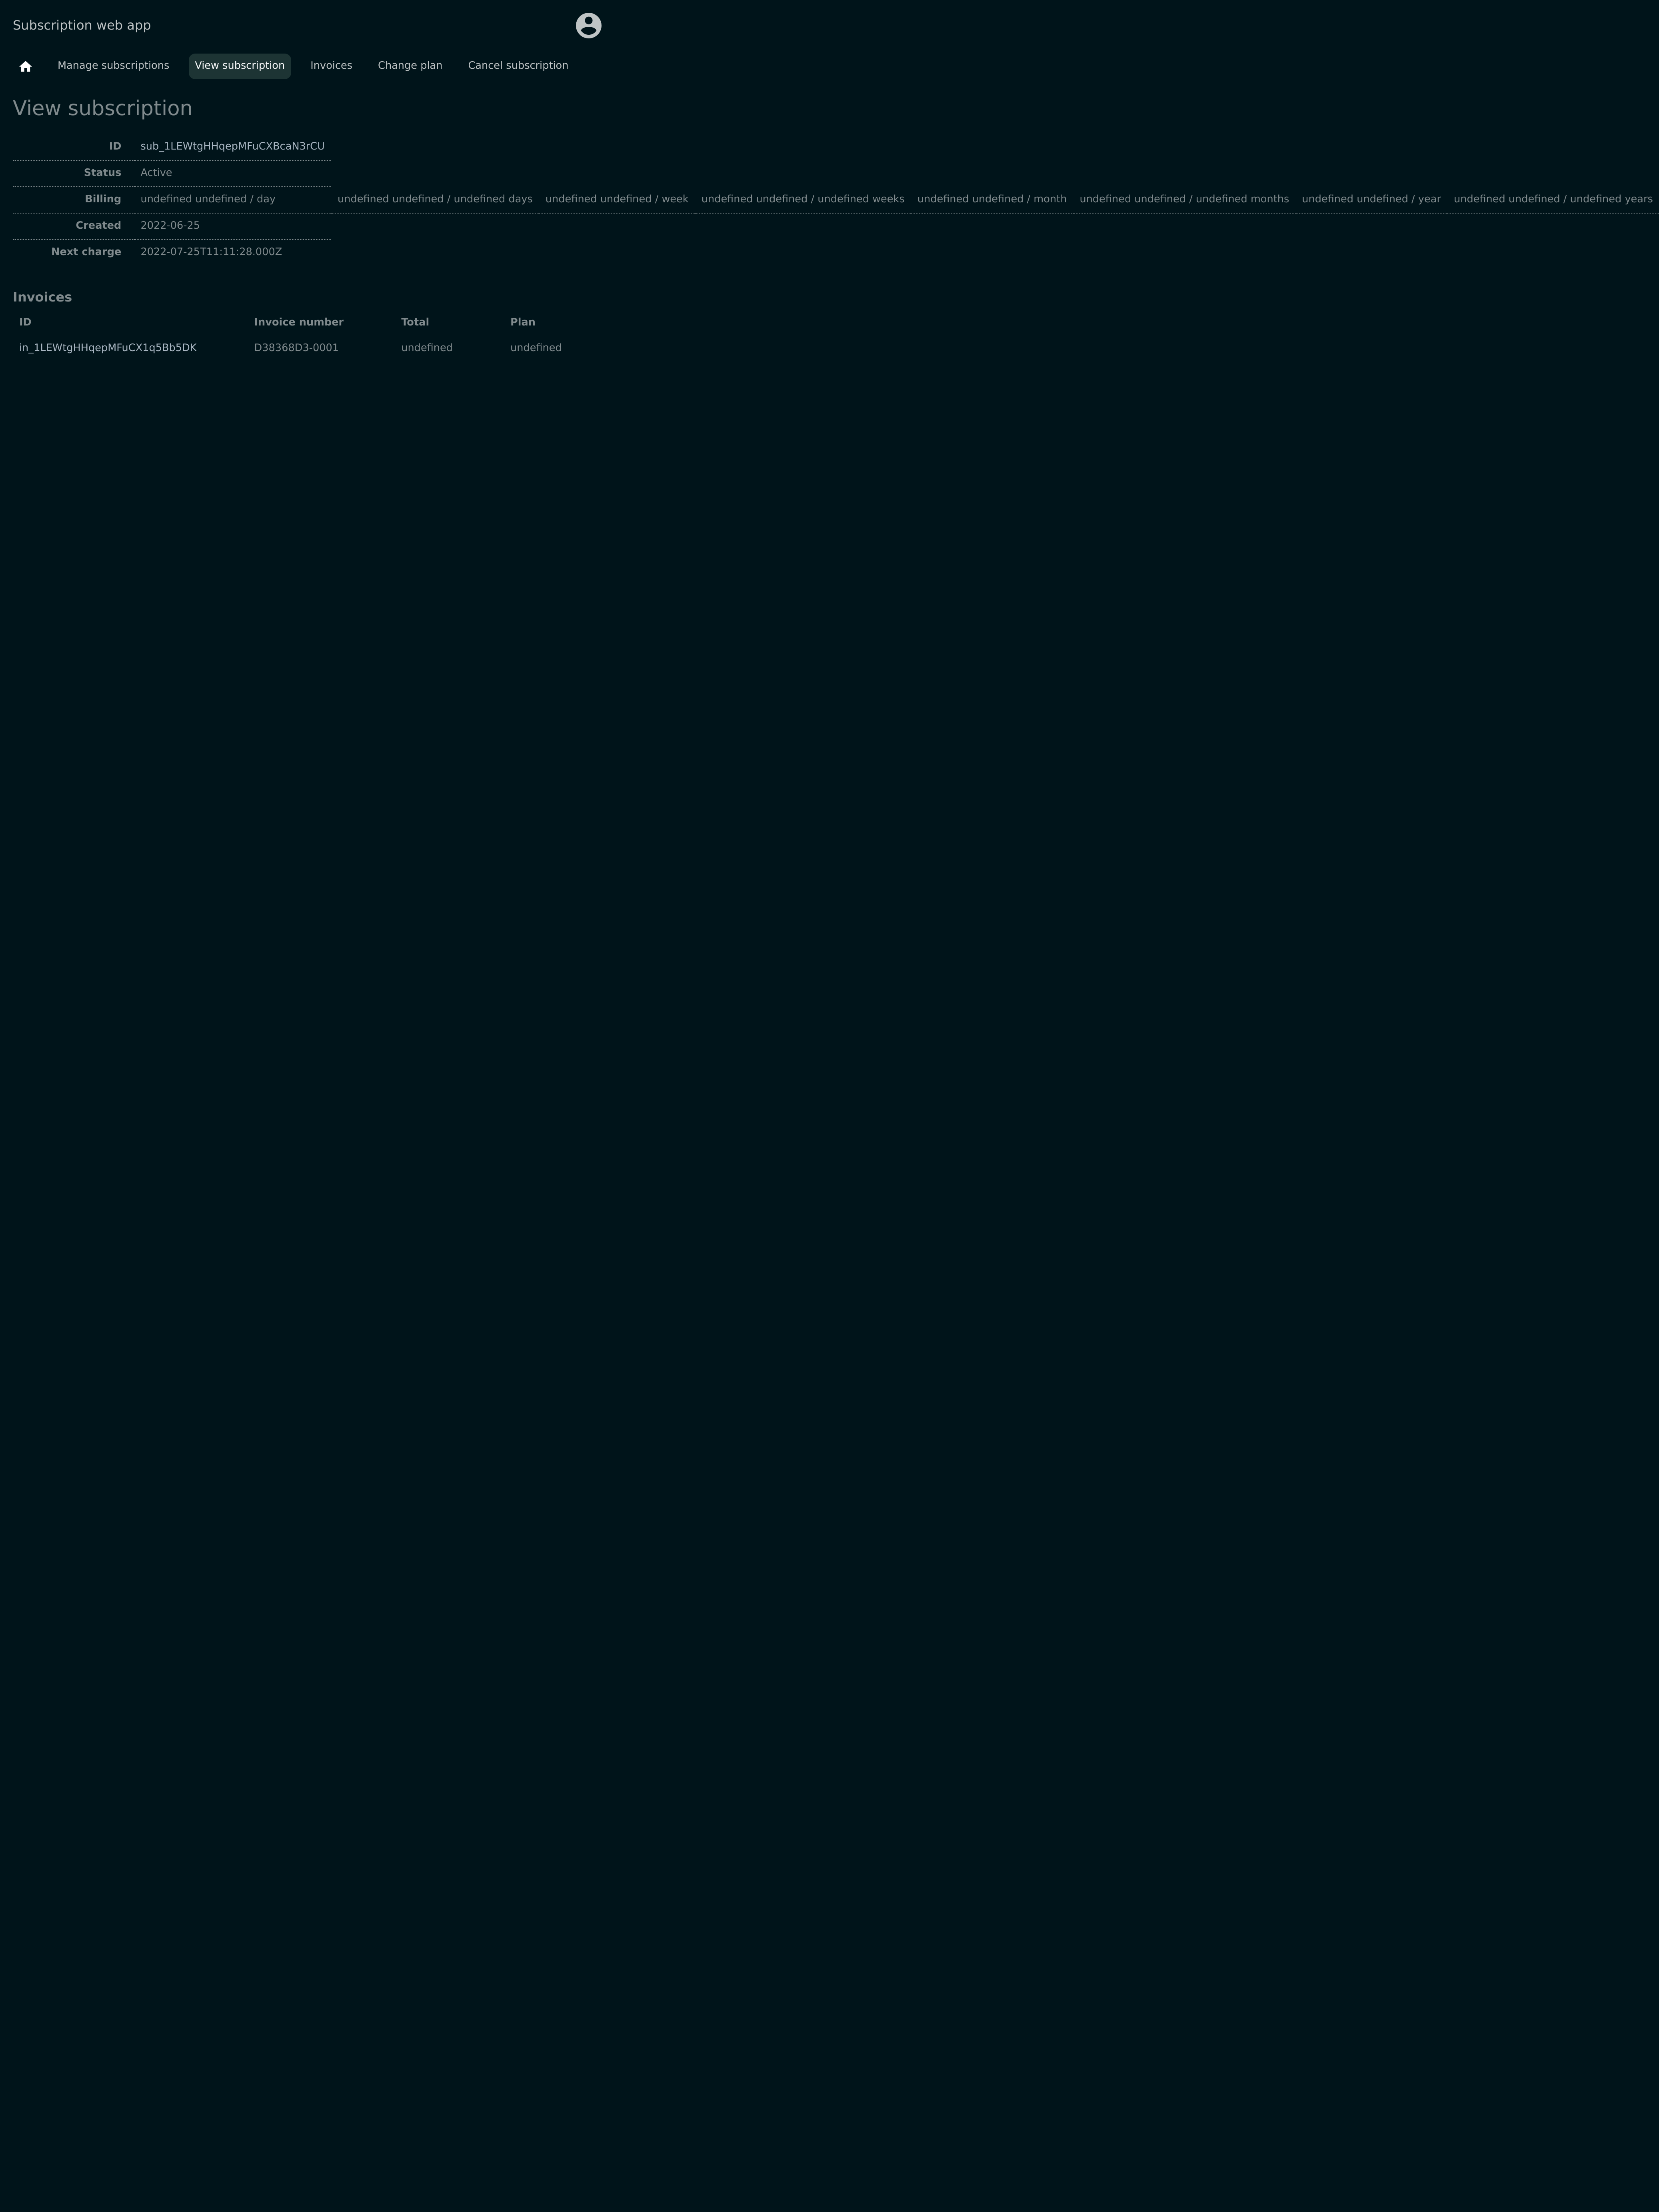 Subscription web app
Manage subscriptions View subscription Invoices Change plan Cancel subscription
View subscription
ID sub_1LEWtgHHqepMFuCXBcaN3rCU
Status Active
Billing undefined undefined / day undefined undefined / undefined days undefined undefined / week undefined undefined / undefined weeks undefined undefined / month undefined undefined / undefined months undefined undefined / year undefined undefined / undefined years
Created 2022-06-25
Next charge 2022-07-25T11:11:28.000Z
Invoices
ID Invoice number Total Plan
in_1LEWtgHHqepMFuCX1q5Bb5DK D38368D3-0001 undefined undefined